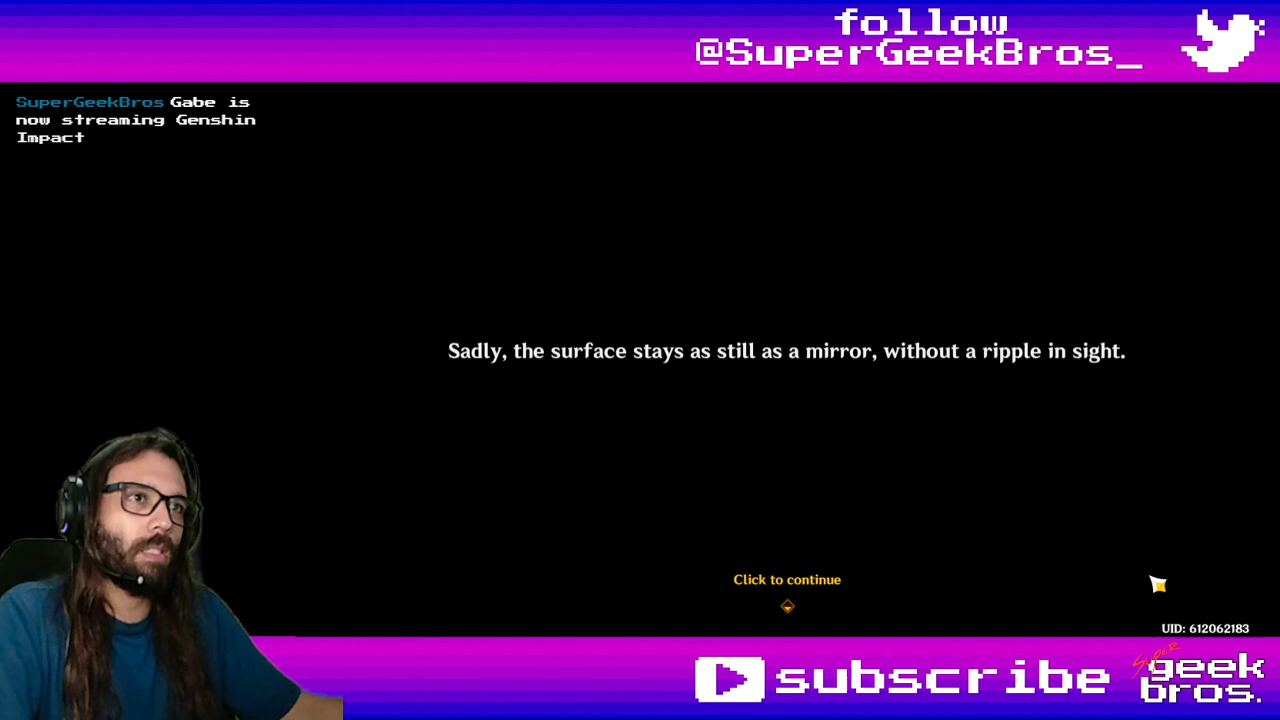 follow
@SuperGeekBros_
SuperGeekBros Gabe is
now streaming Genshin
Impact
Sadly, the surface stays as still as a mirror, without a ripple in sight.
Click to continue
UID: 612062183
subscribe
Super
geek
bros.